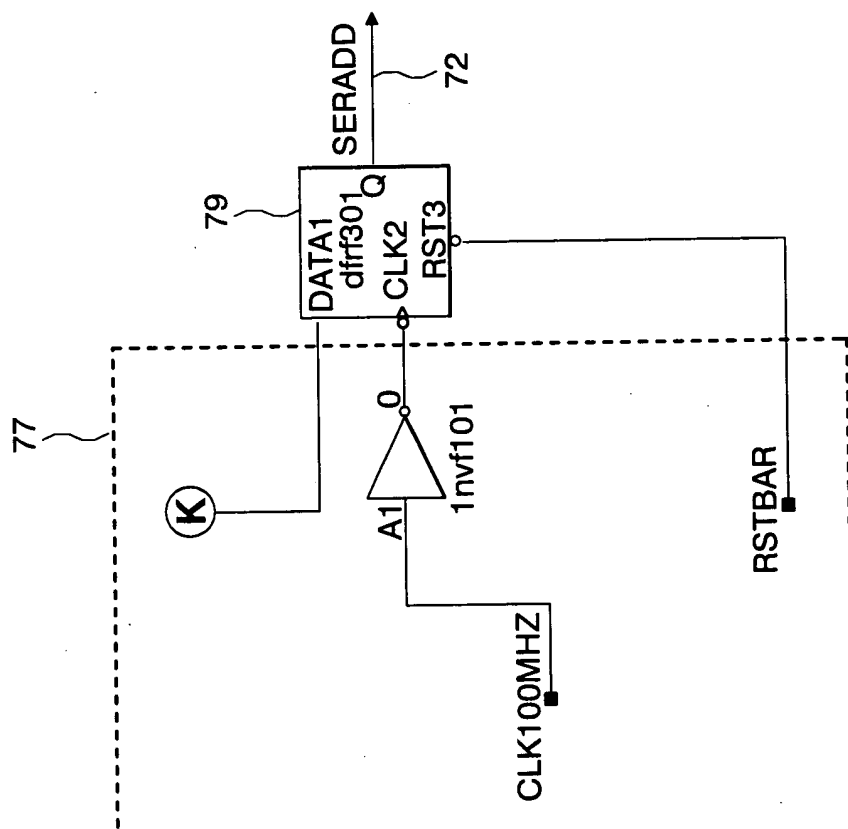 77
K
79
DATA1
dfrf301
Q
CLK2
RST3
SERADD
72
A1
0
1nvf101
CLK100MHZ
RSTBAR